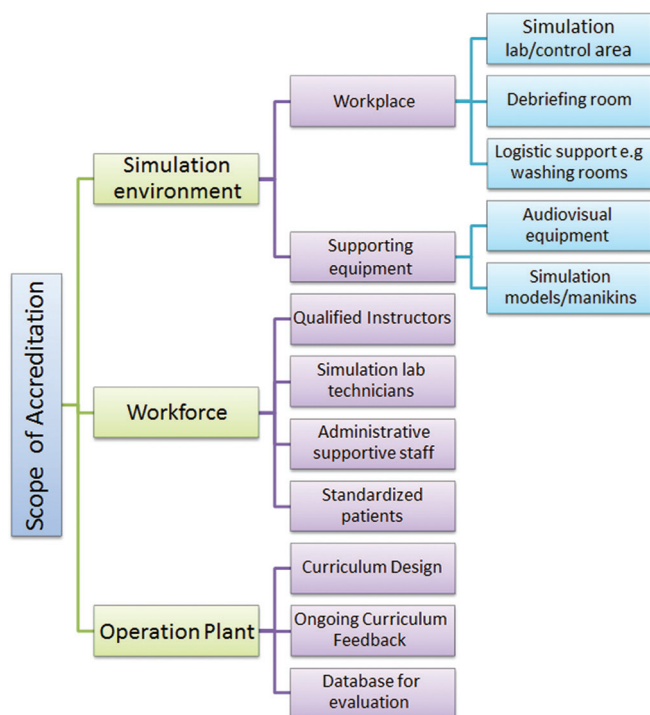 Scope of Accreditation
Simulation
environment
Workplace
Simulation
lab/control area
Debriefing room
Logistic support e.g
washing rooms
Supporting
equipment
Audiovisual
equipment
Simulation
models/manikins
Workforce
Qualified Instructors
Simulation lab
technicians
Administrative
supportive staff
Standardized
patients
Operation Plant
Curriculum Design
Ongoing Curriculum
Feedback
Database for
evaluation